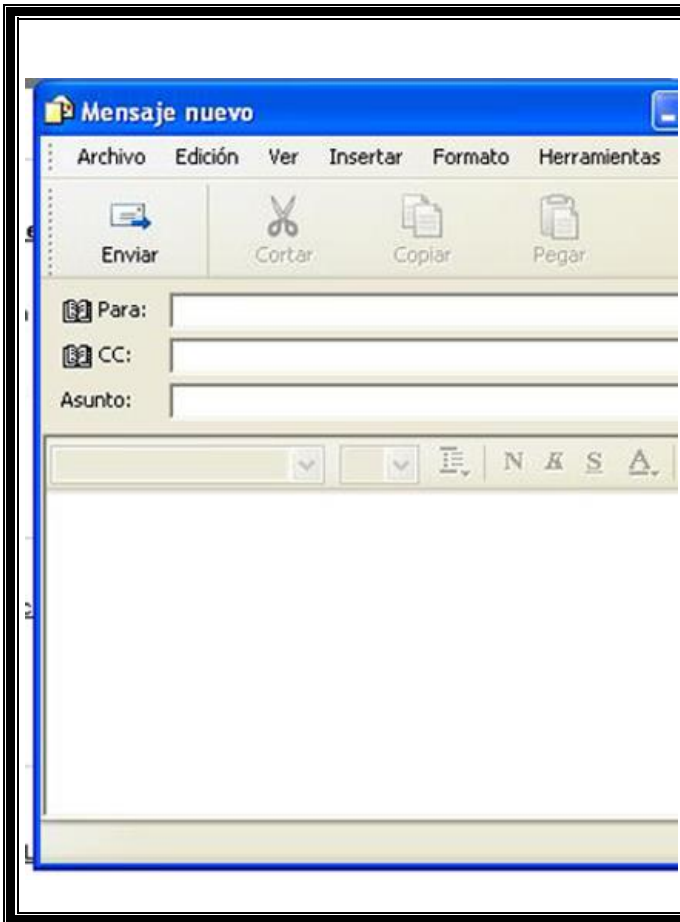 Mensaje nuevo
Archivo Edición Ver Insertar Formato Herramientas
Enviar Cortar Copiar Pegar
Para:
CC:
Asunto:
N K S A